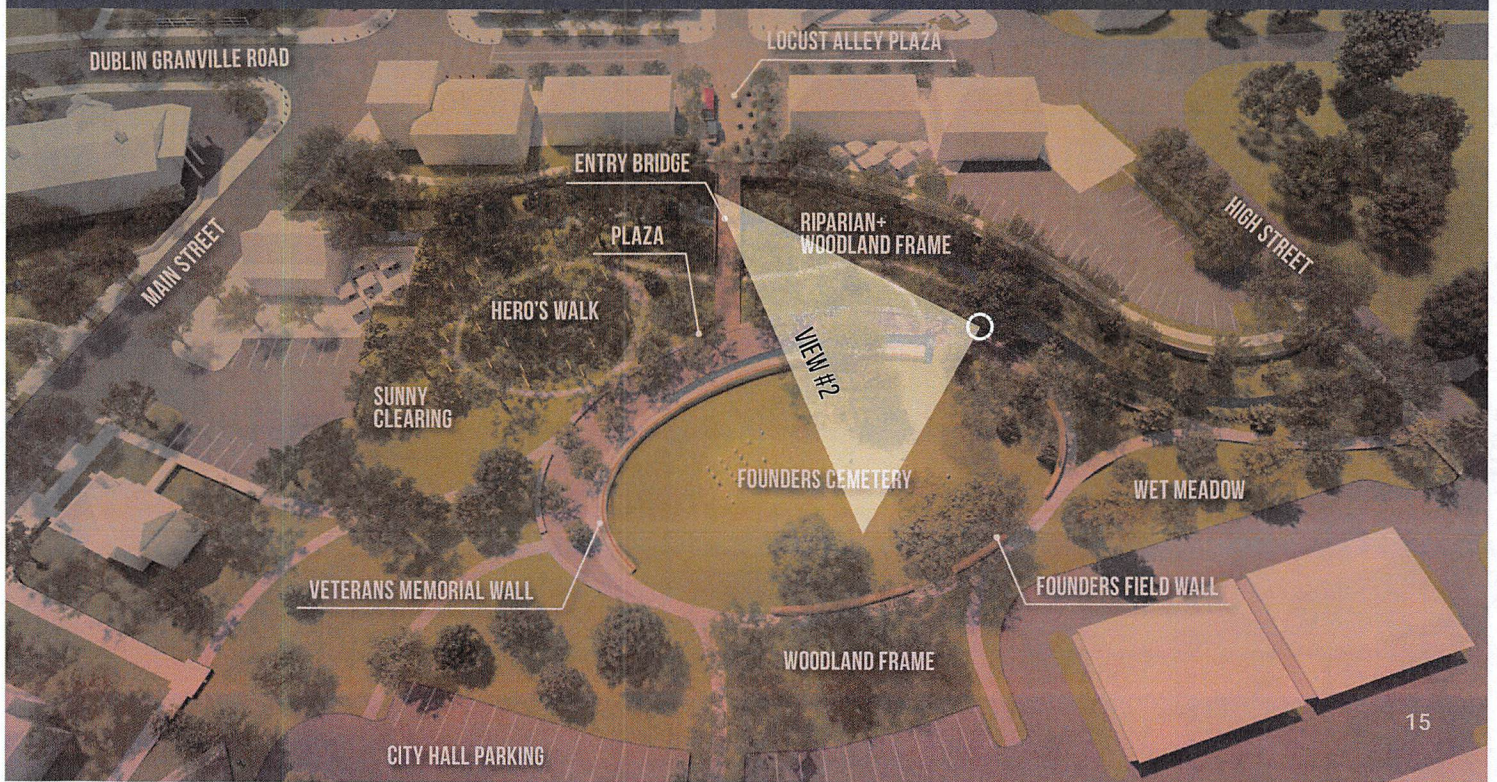 DUBLIN GRANVILLE ROAD
LOCUST ALLEY PLAZA
ENTRY BRIDGE
PLAZA
RIPARIAN+
WOODLAND FRAME
HIGH STREET
MAIN STREET
HERO'S WALK
VIEW #2
SUNNY
CLEARING
FOUNDERS CEMETERY
WET MEADOW
VETERANS MEMORIAL WALL
FOUNDERS FIELD WALL
WOODLAND FRAME
CITY HALL PARKING
15